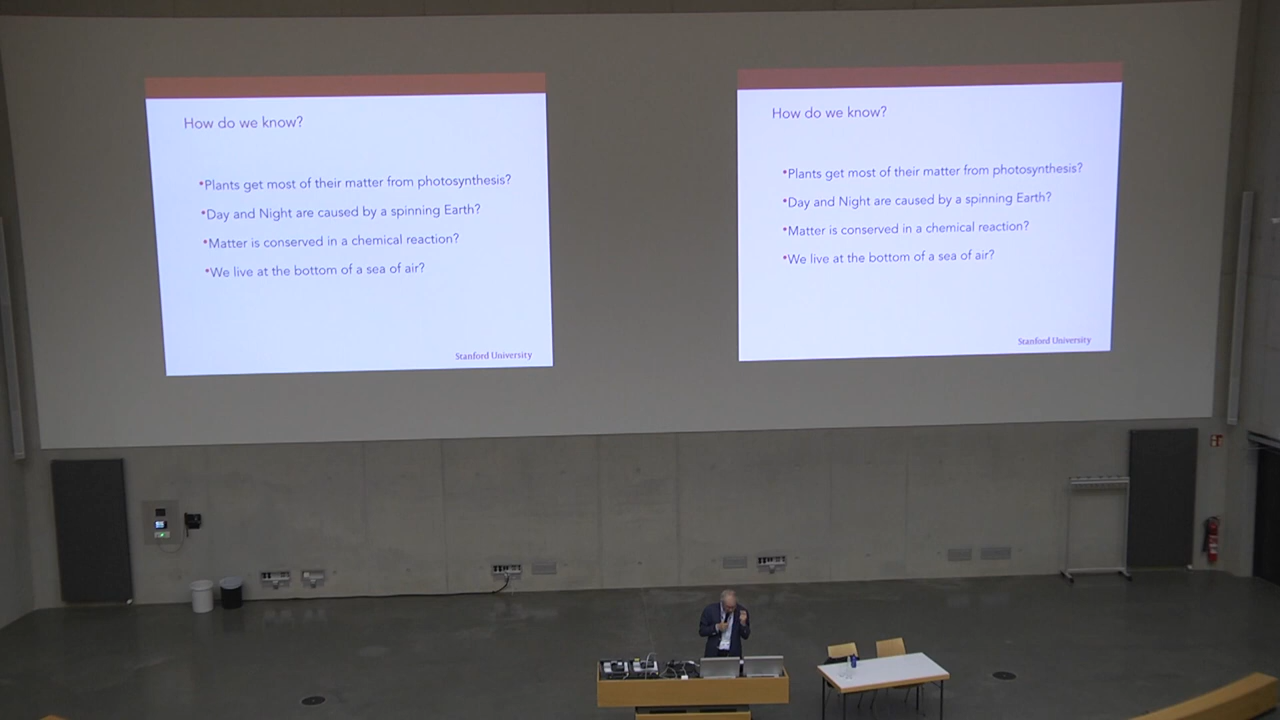 How do we know?
•Plants get most of their matter from photosynthesis?
•Day and Night are caused by a spinning Earth?
•Matter is conserved in a chemical reaction?
•We live at the bottom of a sea of air?
Stanford University
How do we know?
•Plants get most of their matter from photosynthesis?
•Day and Night are caused by a spinning Earth?
•Matter is conserved in a chemical reaction?
•We live at the bottom of a sea of air?
Stanford University